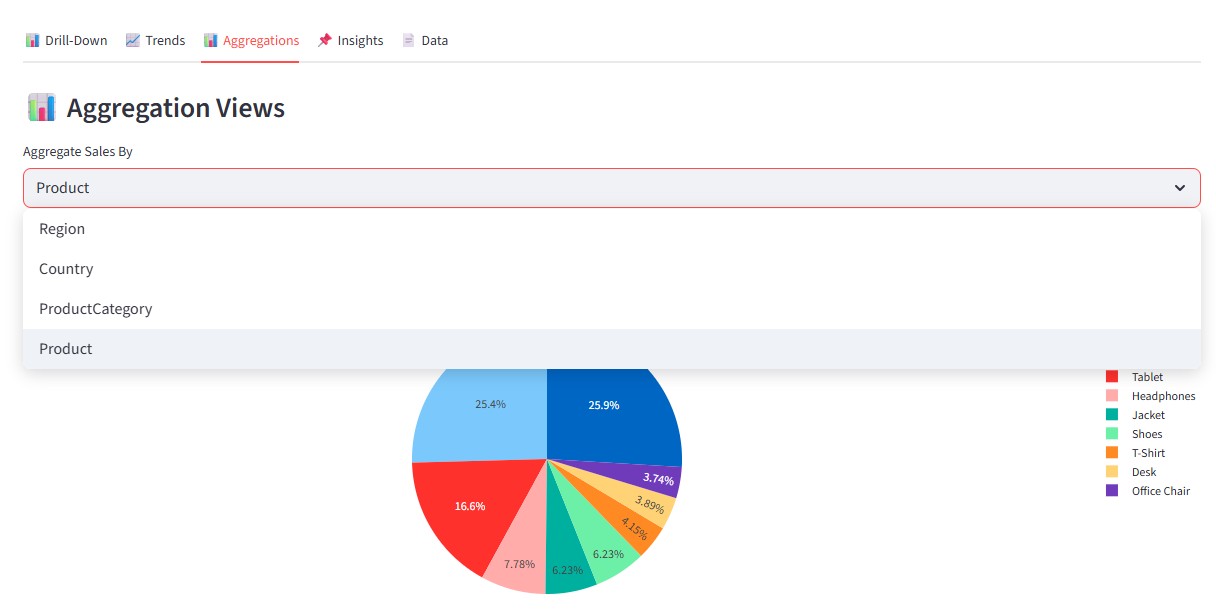 Drill-Down Trends Aggregations Insights Data
Aggregation Views
Aggregate Sales By
Product
Region
Country
ProductCategory
Product
Tablet
Headphones
Jacket
Shoes
T-Shirt
Desk
Office Chair
25.4%
25.9%
3.74%
3.89%
4.15%
16.6%
6.23%
7.78%
6.23%